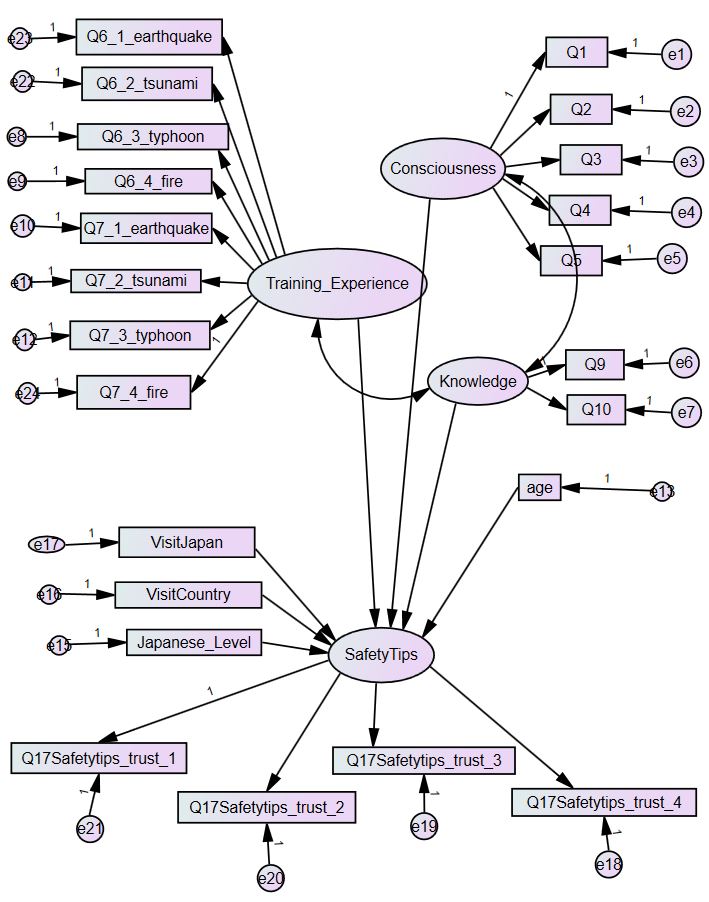 e23 1 Q6_1_earthquake
e22 1 Q6_2_tsunami
e8 1 Q6_3_typhoon
e9 1 Q6_4_fire
e10 1 Q7_1_earthquake
e11 1 Q7_2_tsunami
e12 1 Q7_3_typhoon 1
e24 1 Q7_4_fire
Training_Experience
Consciousness
1
Q1 1 e1
Q2 1 e2
Q3 1 e3
Q4 1 e4
Q5 1 e5
Knowledge
1
Q9 1 e6
Q10 1 e7
age 1 e13
e17 1 VisitJapan
e16 1 VisitCountry
e15 1 Japanese_Level
SafetyTips
1
Q17Safetytips_trust_1
1
e21
Q17Safetytips_trust_2
1
e20
Q17Safetytips_trust_3
1
e19
Q17Safetytips_trust_4
1
e18